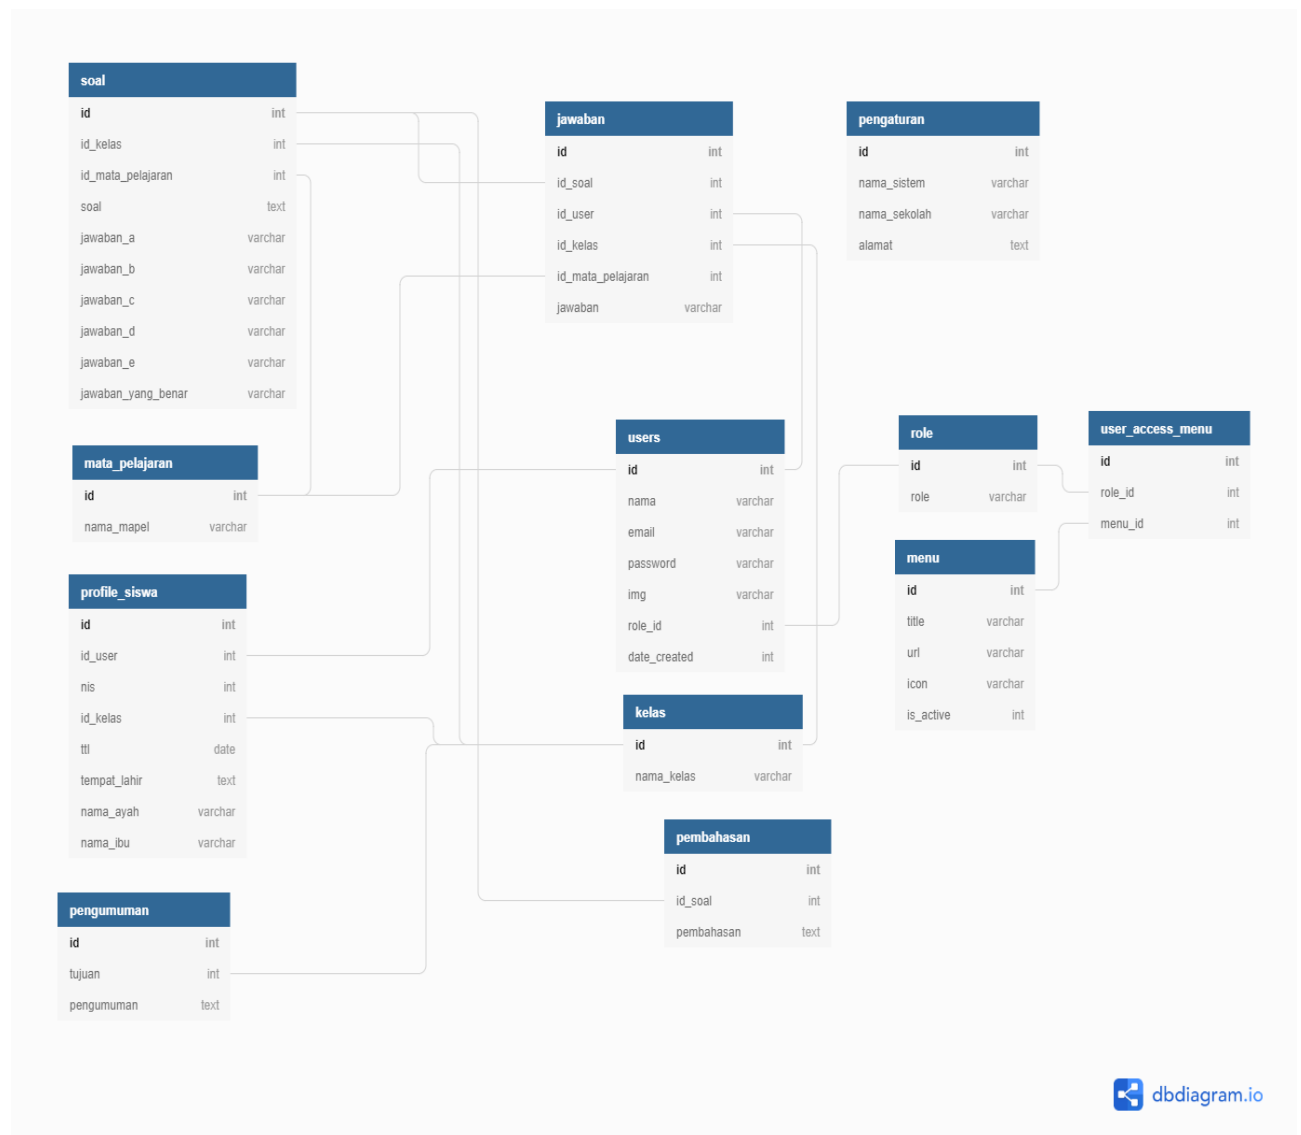 soal
id int
id_kelas int
id_mata_pelajaran int
soal text
jawaban_a varchar
jawaban_b varchar
jawaban_c varchar
jawaban_d varchar
jawaban_e varchar
jawaban_yang_benar varchar
jawaban
id int
id_soal int
id_user int
id_kelas int
id_mata_pelajaran int
jawaban varchar
pengaturan
id int
nama_sistem varchar
nama_sekolah varchar
alamat text
mata_pelajaran
id int
nama_mapel varchar
users
id int
nama varchar
email varchar
password varchar
img varchar
role_id int
date_created int
role
id int
role varchar
user_access_menu
id int
role_id int
menu_id int
menu
id int
title varchar
url varchar
icon varchar
is_active int
profile_siswa
id int
id_user int
nis int
id_kelas int
ttl date
tempat_lahir text
nama_ayah varchar
nama_ibu varchar
kelas
id int
nama_kelas varchar
pembahasan
id int
id_soal int
pembahasan text
pengumuman
id int
tujuan int
pengumuman text
dbdiagram.io